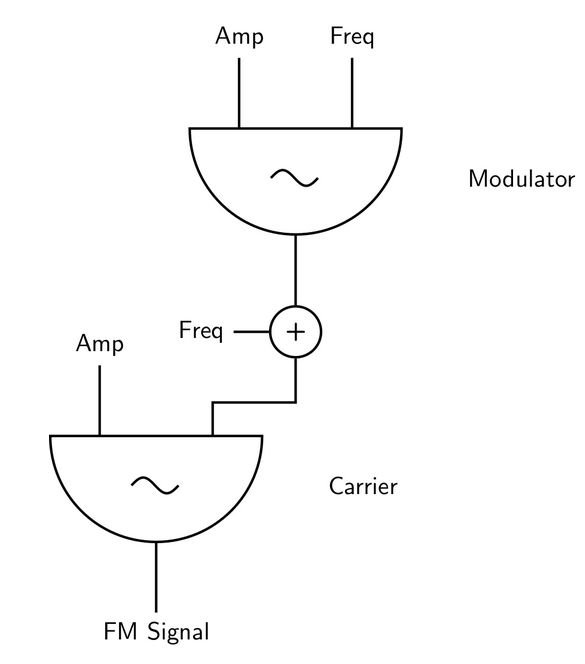 Amp Freq
Modulator
Freq
+
Amp
Carrier
FM Signal